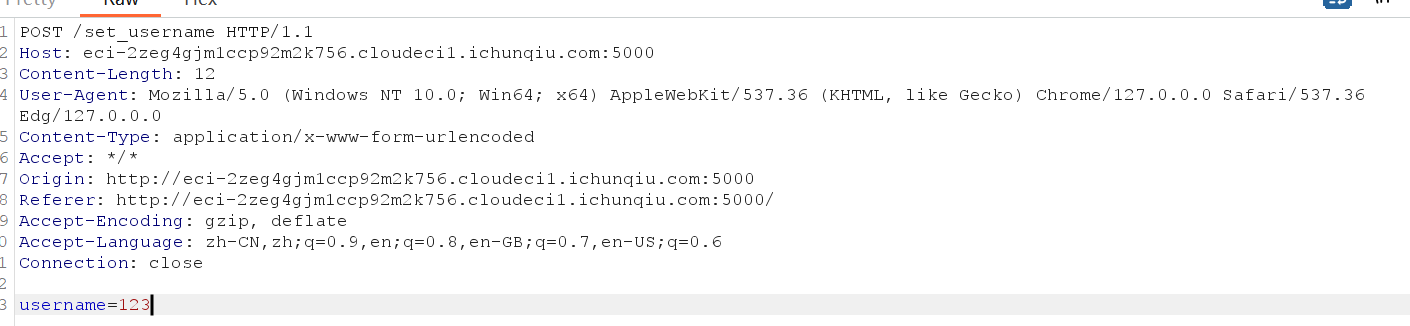 Pretty Raw Hex \n
1 POST /set_username HTTP/1.1
2 Host: eci-2zeg4gjm1ccp92m2k756.cloudeci1.ichunqiu.com:5000
3 Content-Length: 12
4 User-Agent: Mozilla/5.0 (Windows NT 10.0; Win64; x64) AppleWebKit/537.36 (KHTML, like Gecko) Chrome/127.0.0.0 Safari/537.36
Edg/127.0.0.0
5 Content-Type: application/x-www-form-urlencoded
6 Accept: */*
7 Origin: http://eci-2zeg4gjm1ccp92m2k756.cloudeci1.ichunqiu.com:5000
8 Referer: http://eci-2zeg4gjm1ccp92m2k756.cloudeci1.ichunqiu.com:5000/
9 Accept-Encoding: gzip, deflate
0 Accept-Language: zh-CN,zh;q=0.9,en;q=0.8,en-GB;q=0.7,en-US;q=0.6
1 Connection: close
2
3 username=123